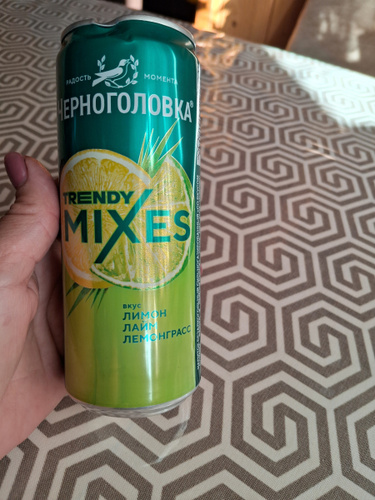 РАДОСТЬ МОМЕНТА
ЧЕРНОГОЛОВКА®
TRENDY
MIXES
вкус
ЛИМОН
ЛАЙМ
ЛЕМОНГРАСС